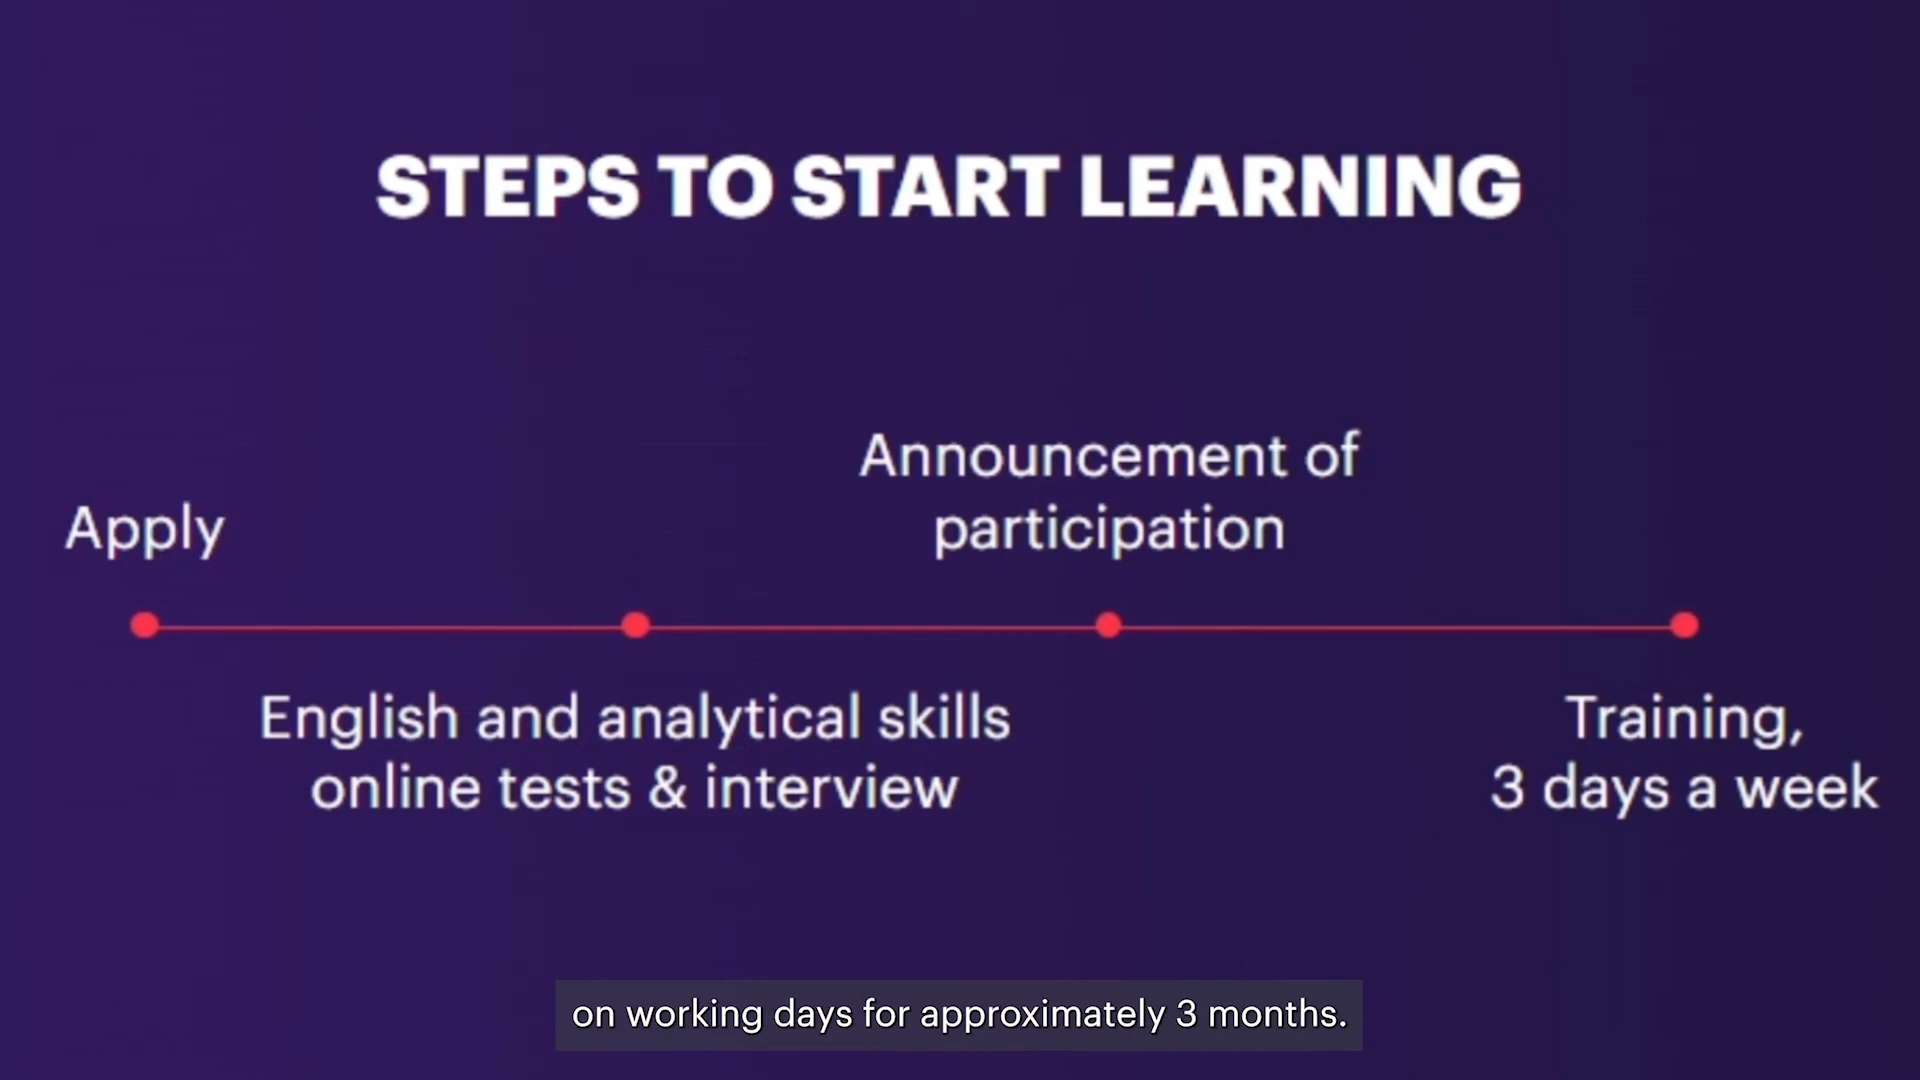 STEPS TO START LEARNING
Apply
English and analytical skills
online tests & interview
Announcement of
participation
Training,
3 days a week
on working days for approximately 3 months.